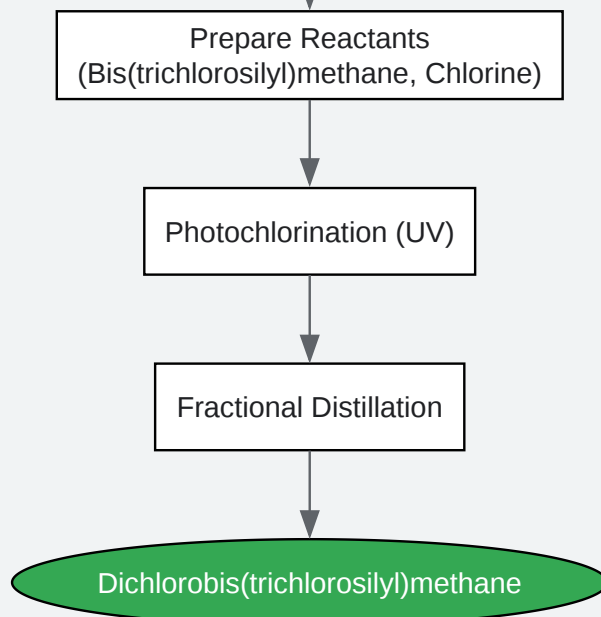 Prepare Reactants
(Bis(trichlorosilyl)methane, Chlorine)
Photochlorination (UV)
Fractional Distillation
Dichlorobis(trichlorosilyl)methane